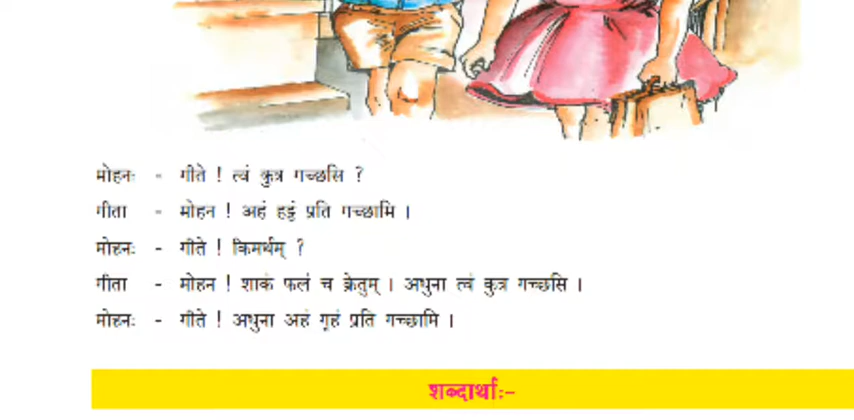 मोहनः - गीते ! त्वं कुत्र गच्छसि ?
गीता - मोहन ! अहं हट्टं प्रति गच्छामि ।
मोहनः - गीते ! किमर्थम् ?
गीता - मोहन ! शाकं फलं च क्रेतुम् । अधुना त्वं कुत्र गच्छसि ।
मोहनः - गीते ! अधुना अहं गृहं प्रति गच्छामि ।
शब्दार्थाः-